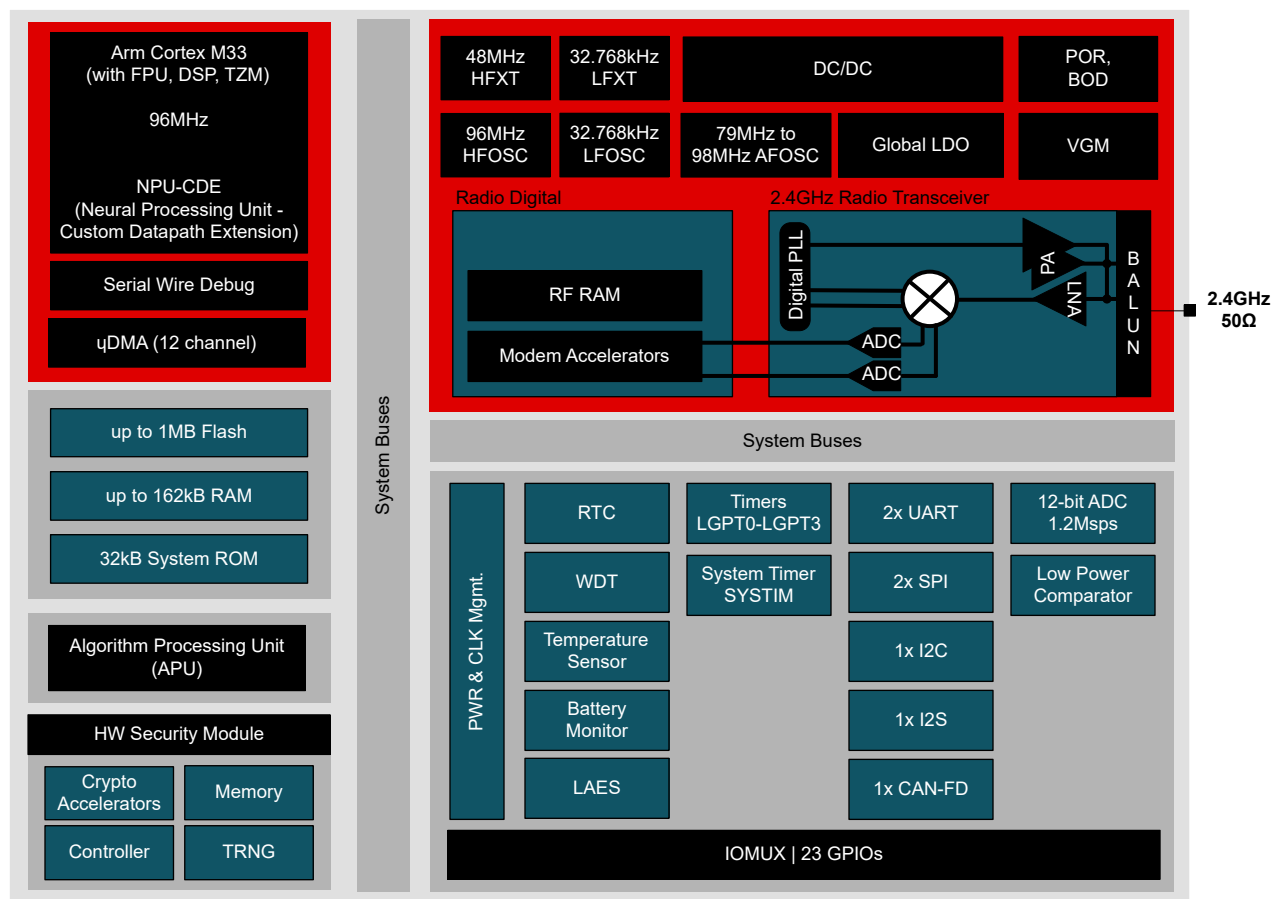 Arm Cortex M33
(with FPU, DSP, TZM)
96MHz
NPU-CDE
(Neural Processing Unit -
Custom Datapath Extension)
Serial Wire Debug
ųDMA (12 channel)
up to 1MB Flash
up to 162kB RAM
32kB System ROM
Algorithm Processing Unit
(APU)
HW Security Module
Crypto
Accelerators
Memory
Controller
TRNG
System Buses
48MHz
HFXT
32.768kHz
LFXT
DC/DC
POR,
BOD
96MHz
HFOSC
32.768kHz
LFOSC
79MHz to
98MHz AFOSC
Global LDO
VGM
Radio Digital
RF RAM
Modem Accelerators
2.4GHz Radio Transceiver
Digital PLL
PA
LNA
ADC
ADC
BALUN
2.4GHz
50Ω
System Buses
PWR & CLK Mgmt.
RTC
WDT
Temperature
Sensor
Battery
Monitor
LAES
Timers
LGPT0-LGPT3
System Timer
SYSTIM
2x UART
2x SPI
1x I2C
1x I2S
1x CAN-FD
12-bit ADC
1.2Msps
Low Power
Comparator
IOMUX | 23 GPIOs